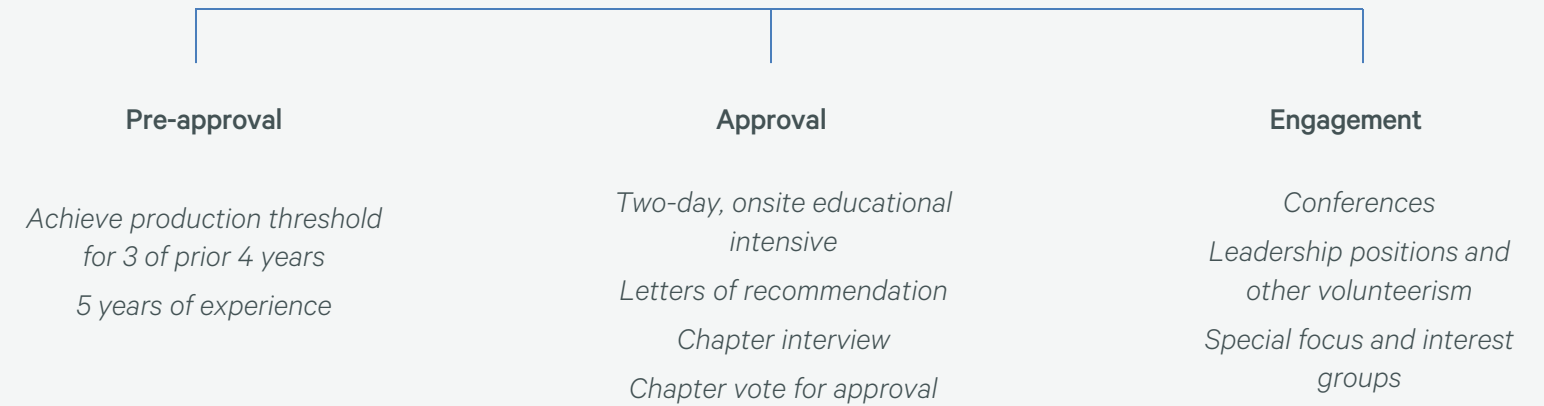 Pre-approval
Achieve production threshold
for 3 of prior 4 years
5 years of experience
Approval
Two-day, onsite educational
intensive
Letters of recommendation
Chapter interview
Chapter vote for approval
Engagement
Conferences
Leadership positions and
other volunteerism
Special focus and interest
groups